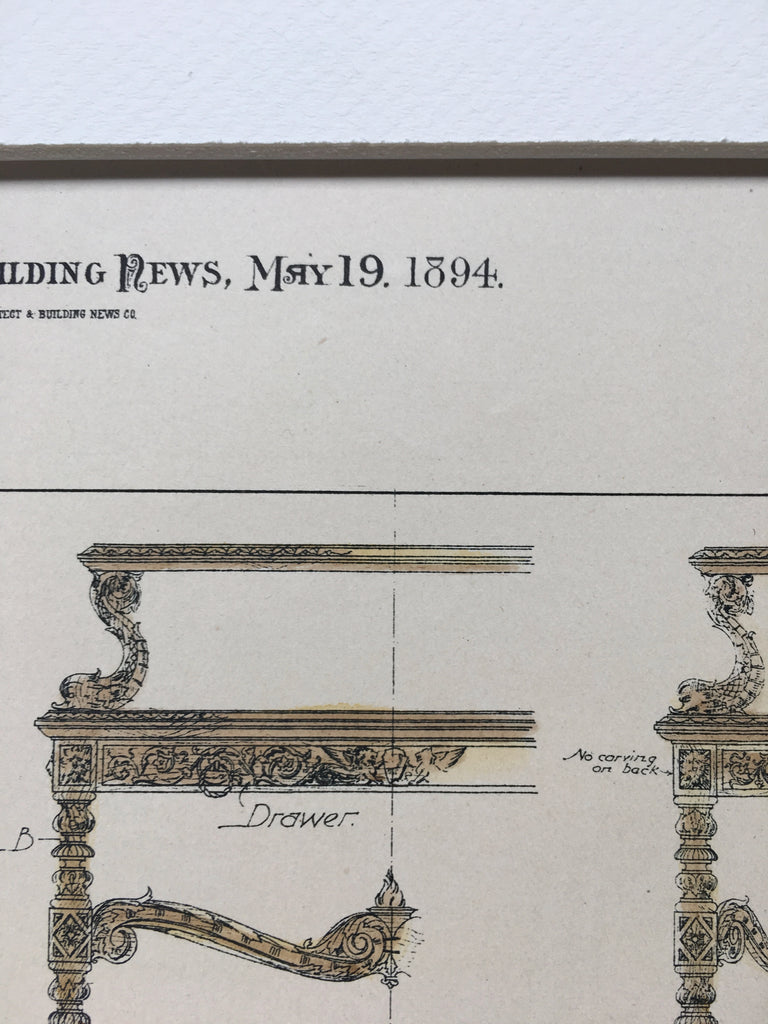 ILDING NEWS, MAY 19. 1894.
TECT & BUILDING NEWS CO.
No carving
on back
Drawer.
B